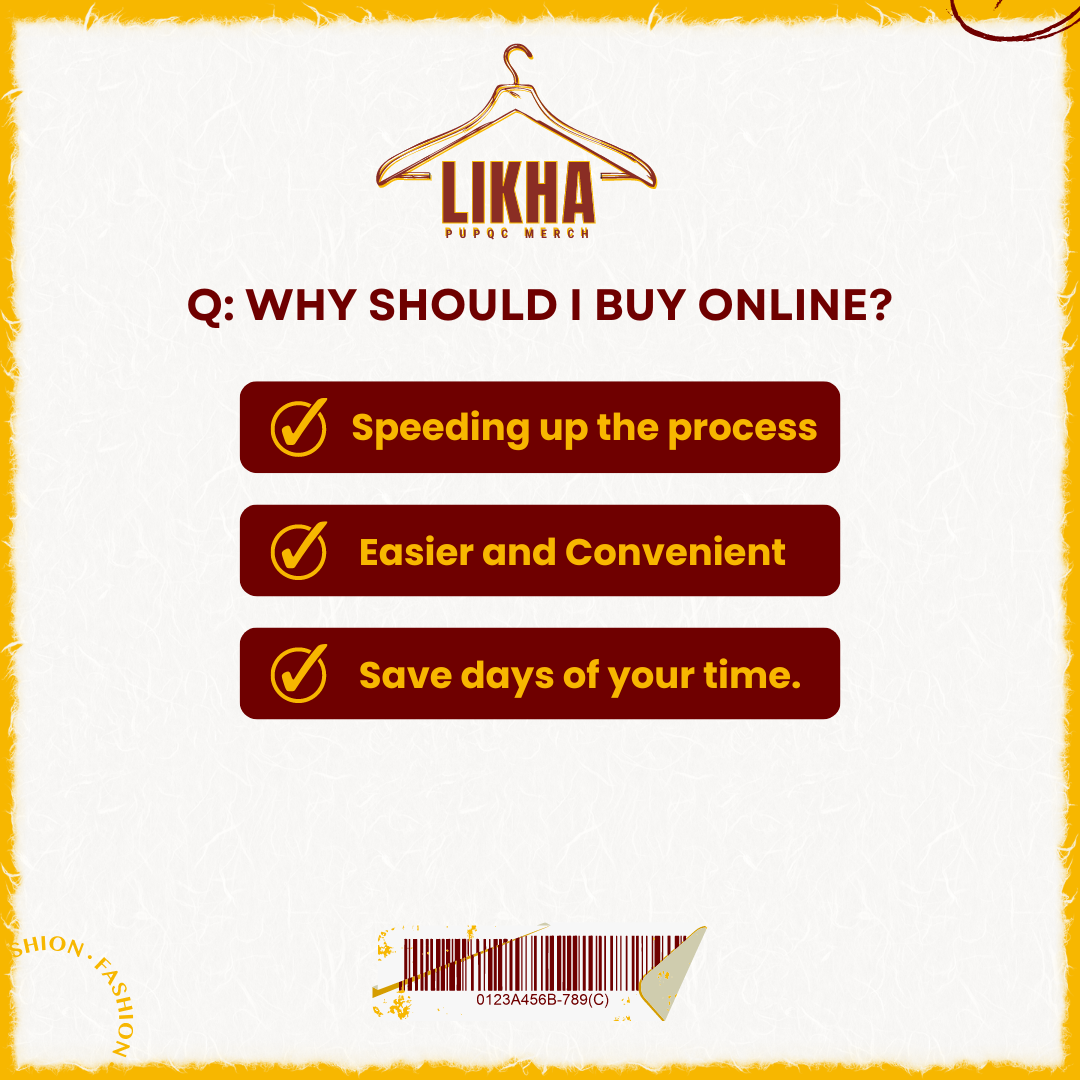 LIKHA
PUPQC MERCH
Q: WHY SHOULD I BUY ONLINE?
Speeding up the process
Easier and Convenient
Save days of your time.
SHION · FASHION
0123A456B-789(C)